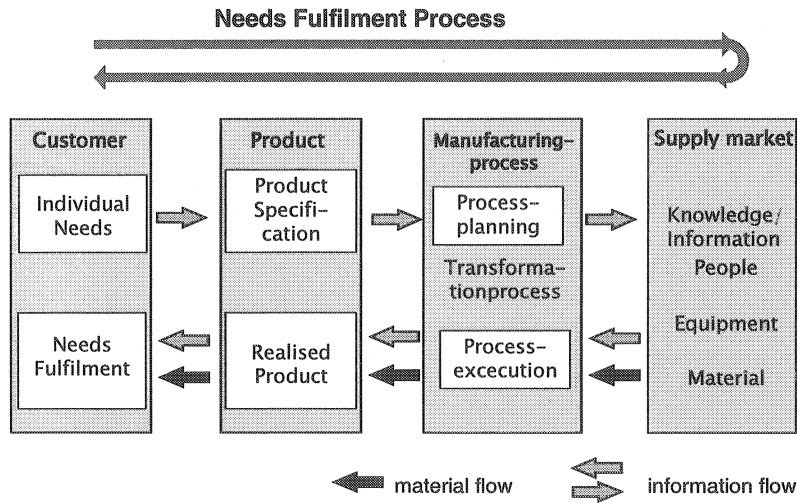 Needs Fulfilment Process
Customer
Individual
Needs
Needs
Fulfilment
Product
Product
Specifi-
cation
Realised
Product
Manufacturing-
process
Process-
planning
Transforma-
tionprocess
Process-
excecution
Supply market
Knowledge/
Information
People
Equipment
Material
material flow
information flow